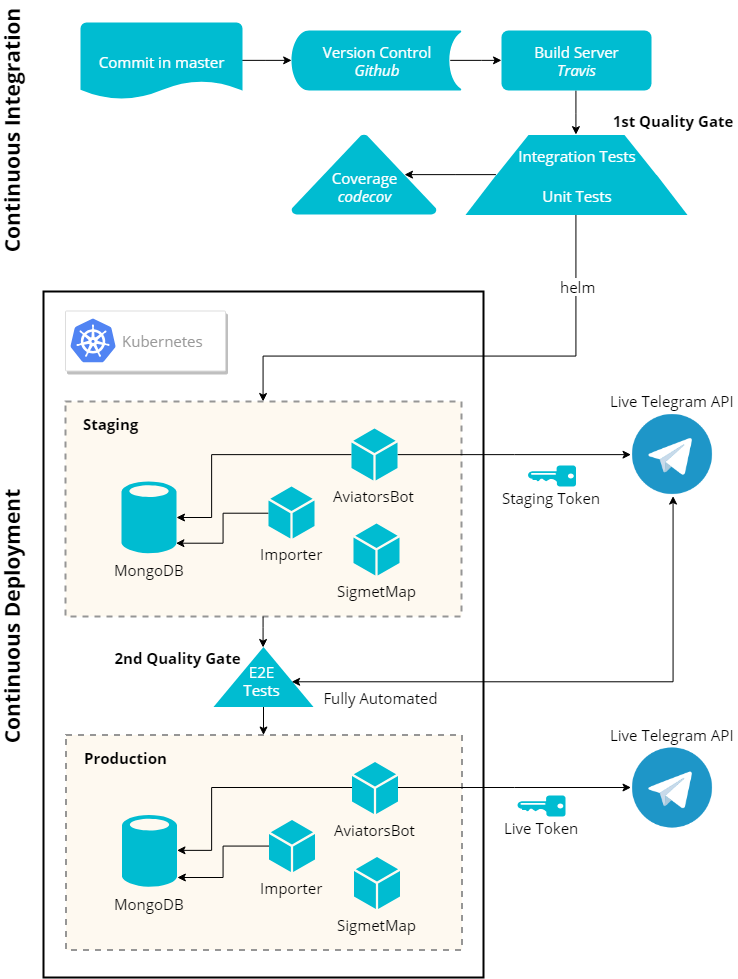 Continuous Integration
Commit in master
Version Control
Github
Build Server
Travis
1st Quality Gate
Integration Tests
Unit Tests
Coverage
codecov
helm
Continuous Deployment
Kubernetes
Staging
AviatorsBot
Importer
MongoDB
SigmetMap
Live Telegram API
Staging Token
2nd Quality Gate
E2E
Tests
Fully Automated
Production
AviatorsBot
Importer
MongoDB
SigmetMap
Live Telegram API
Live Token